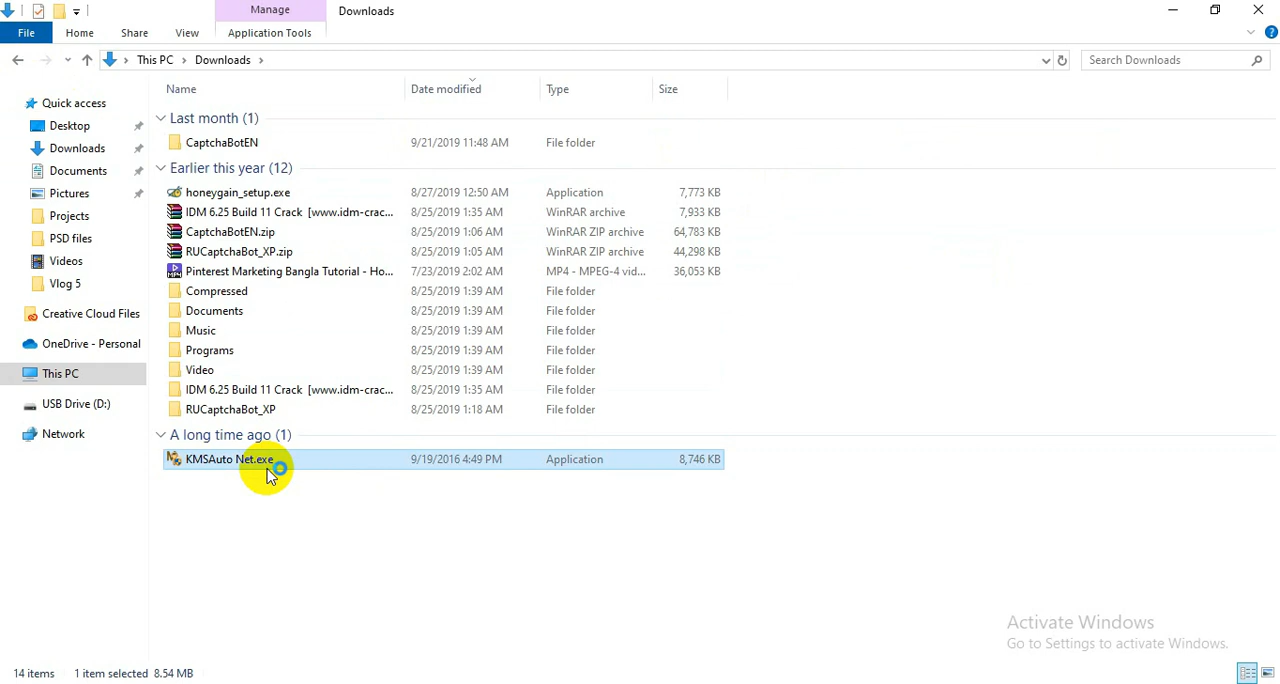 Manage
Downloads
File
Home
Share
View
Application Tools
This PC
Downloads
Search Downloads
Name
Date modified
Type
Size
Quick access
Desktop
Downloads
Documents
Pictures
Projects
PSD files
Videos
Vlog 5
Creative Cloud Files
OneDrive - Personal
This PC
USB Drive (D:)
Network
Last month (1)
CaptchaBotEN 9/21/2019 11:48 AM File folder
Earlier this year (12)
honeygain_setup.exe 8/27/2019 12:50 AM Application 7,773 KB
IDM 6.25 Build 11 Crack [www.idm-crac... 8/25/2019 1:35 AM WinRAR archive 7,933 KB
CaptchaBotEN.zip 8/25/2019 1:06 AM WinRAR ZIP archive 64,783 KB
RUCaptchaBot_XP.zip 8/25/2019 1:05 AM WinRAR ZIP archive 44,298 KB
Pinterest Marketing Bangla Tutorial - Ho... 7/23/2019 2:02 AM MP4 - MPEG-4 vid... 36,053 KB
Compressed 8/25/2019 1:39 AM File folder
Documents 8/25/2019 1:39 AM File folder
Music 8/25/2019 1:39 AM File folder
Programs 8/25/2019 1:39 AM File folder
Video 8/25/2019 1:39 AM File folder
IDM 6.25 Build 11 Crack [www.idm-crac... 8/25/2019 1:35 AM File folder
RUCaptchaBot_XP 8/25/2019 1:18 AM File folder
A long time ago (1)
KMSAuto Net.exe 9/19/2016 4:49 PM Application 8,746 KB
Activate Windows
Go to Settings to activate Windows.
14 items 1 item selected 8.54 MB